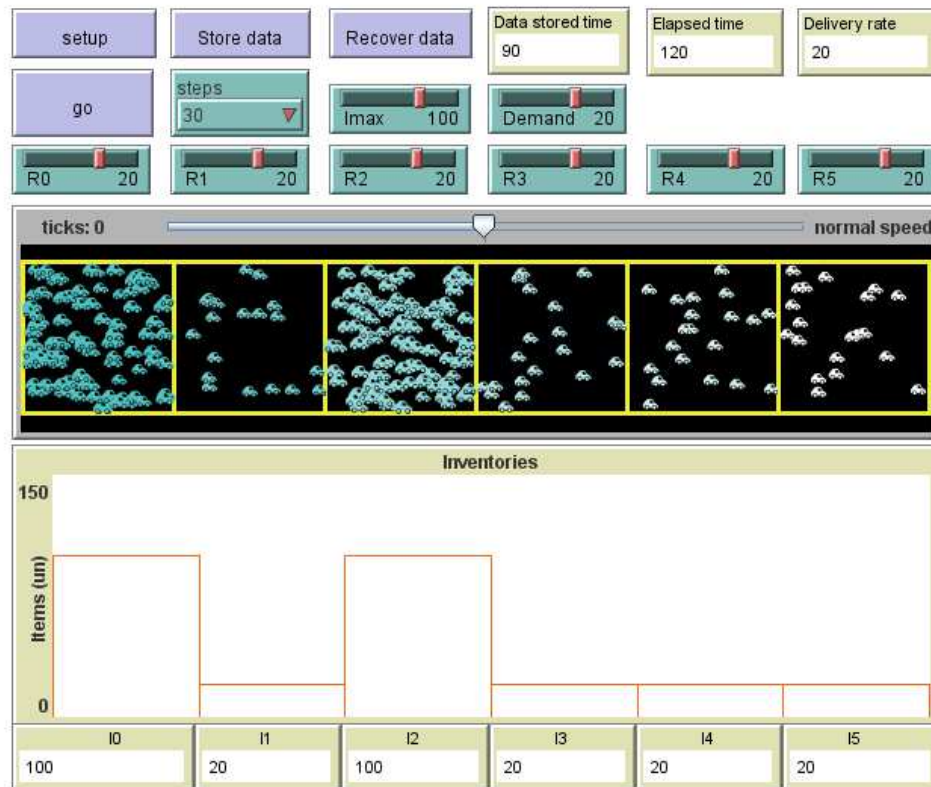 setup
Store data
Recover data
Data stored time
90
Elapsed time
120
Delivery rate
20
go
steps
30
Imax 100
Demand 20
R0 20
R1 20
R2 20
R3 20
R4 20
R5 20
ticks: 0
normal speed
Inventories
150
Items (un)
0
I0
100
I1
20
I2
100
I3
20
I4
20
I5
20